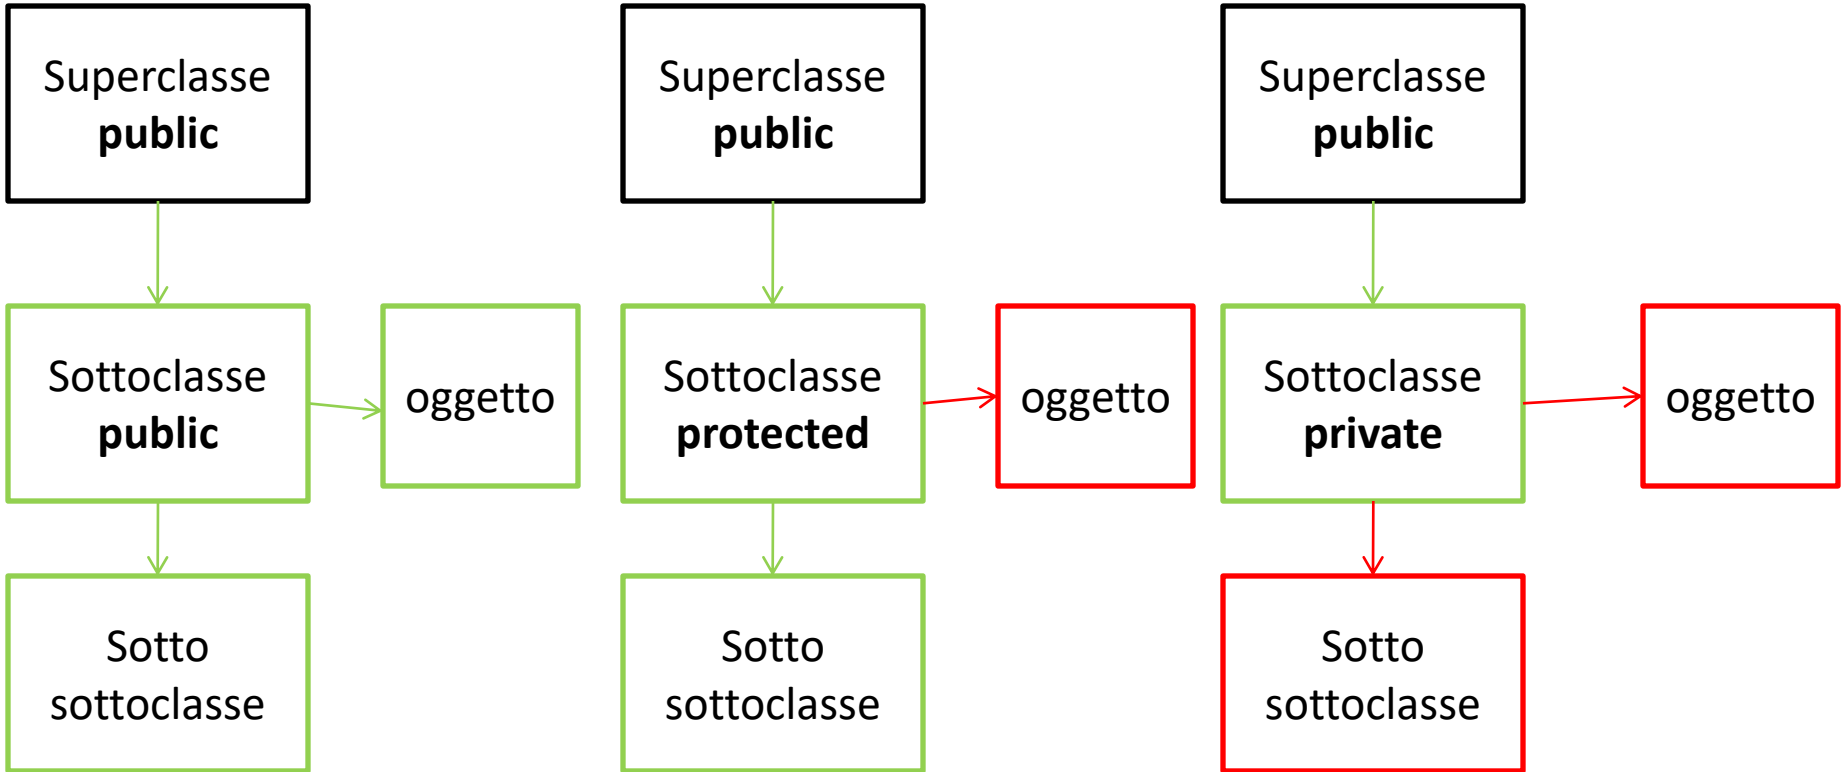 Superclasse
public
Superclasse
public
Superclasse
public
Sottoclasse
public
oggetto
Sottoclasse
protected
oggetto
Sottoclasse
private
oggetto
Sotto
sottoclasse
Sotto
sottoclasse
Sotto
sottoclasse